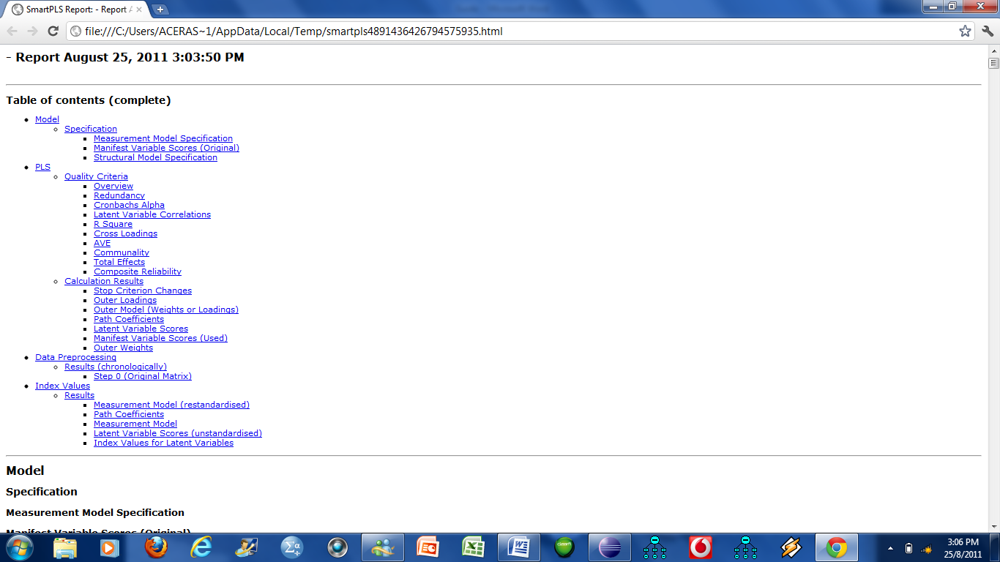 SmartPLS Report: - Report A
file:///C:/Users/ACERAS~1/AppData/Local/Temp/smartpls4891436426794575935.html
- Report August 25, 2011 3:03:50 PM
Table of contents (complete)
Model
Specification
Measurement Model Specification
Manifest Variable Scores (Original)
Structural Model Specification
PLS
Quality Criteria
Overview
Redundancy
Cronbachs Alpha
Latent Variable Correlations
R Square
Cross Loadings
AVE
Communality
Total Effects
Composite Reliability
Calculation Results
Stop Criterion Changes
Outer Loadings
Outer Model (Weights or Loadings)
Path Coefficients
Latent Variable Scores
Manifest Variable Scores (Used)
Outer Weights
Data Preprocessing
Results (chronologically)
Step 0 (Original Matrix)
Index Values
Results
Measurement Model (restandardised)
Path Coefficients
Measurement Model
Latent Variable Scores (unstandardised)
Index Values for Latent Variables
Model
Specification
Measurement Model Specification
Manifest Variable Scores (Original)
3:06 PM
25/8/2011